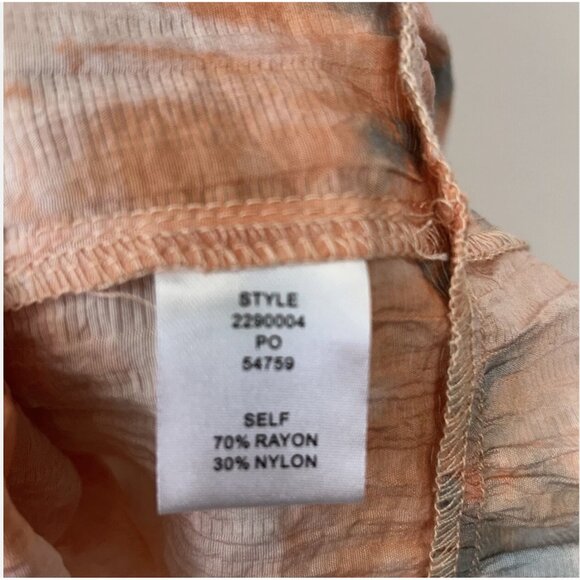 STYLE
2290004
PO
54759
SELF
70% RAYON
30% NYLON